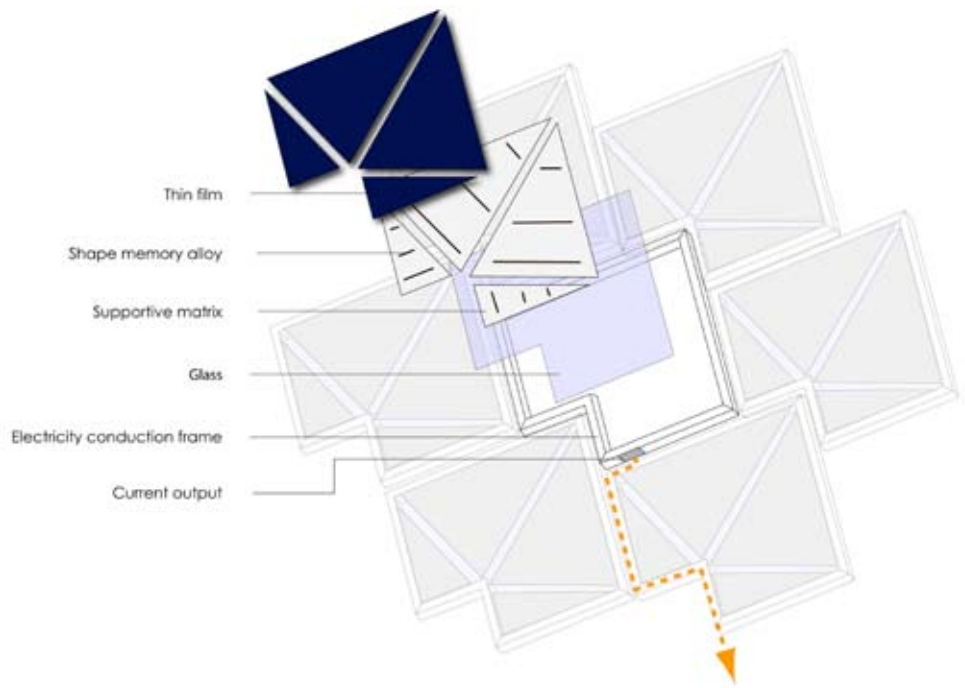 Thin film
Shape memory alloy
Supportive matrix
Glass
Electricity conduction frame
Current output